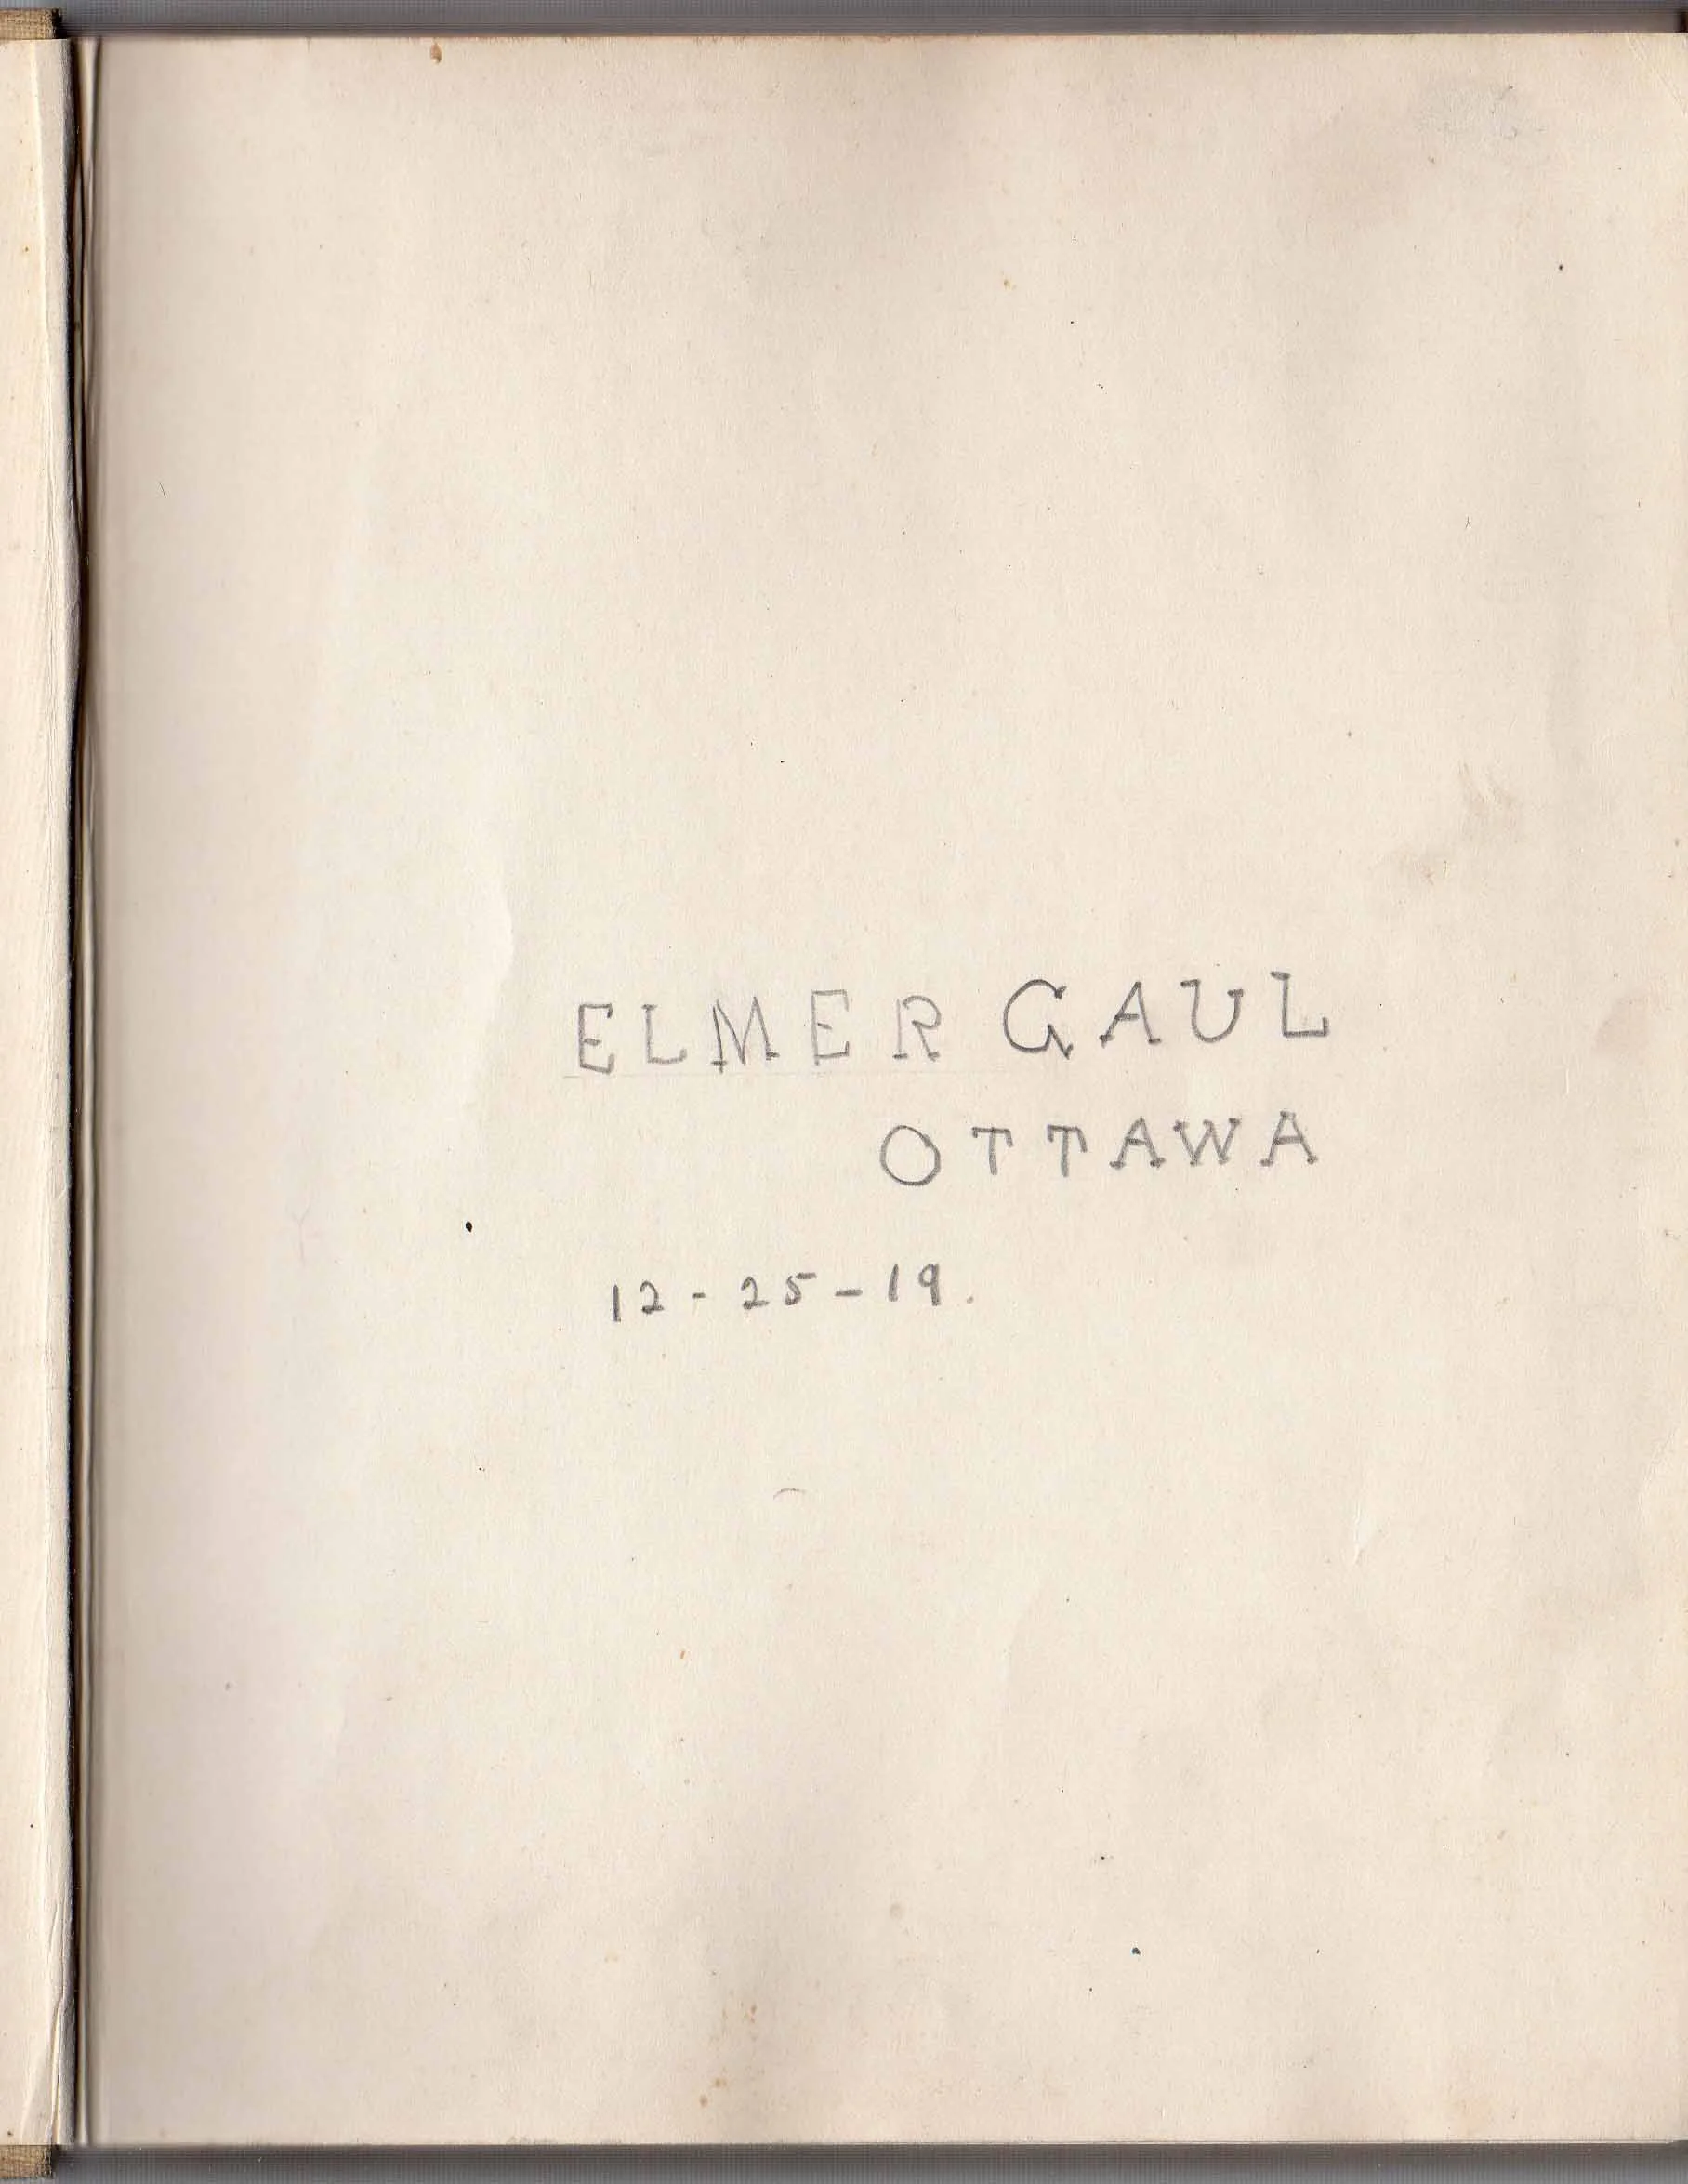 ELMER GAUL
OTTAWA
12-25-19.